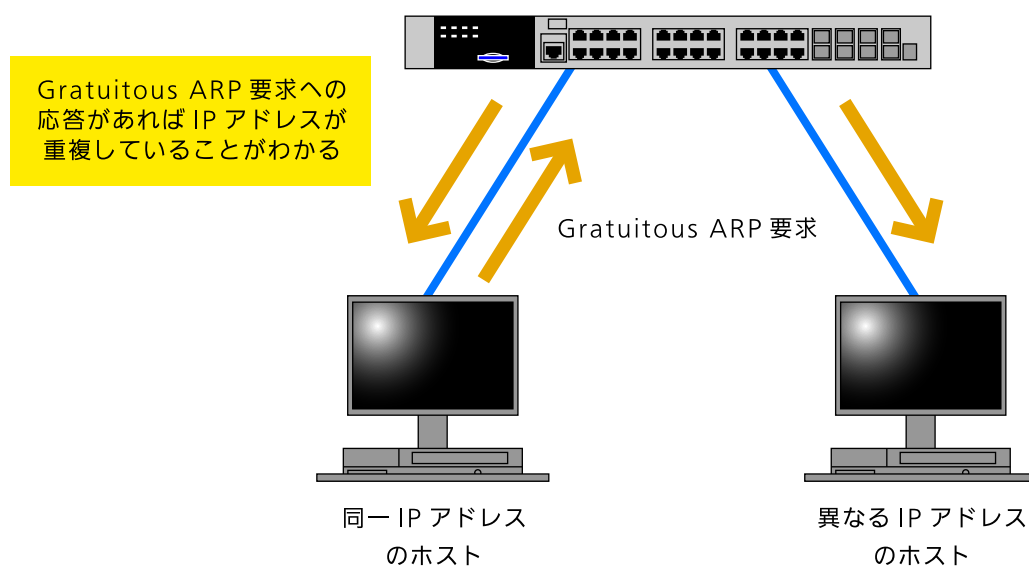 Gratuitous ARP 要求への
応答があれば IP アドレスが
重複していることがわかる
Gratuitous ARP 要求
同一 IP アドレス
のホスト
異なる IP アドレス
のホスト